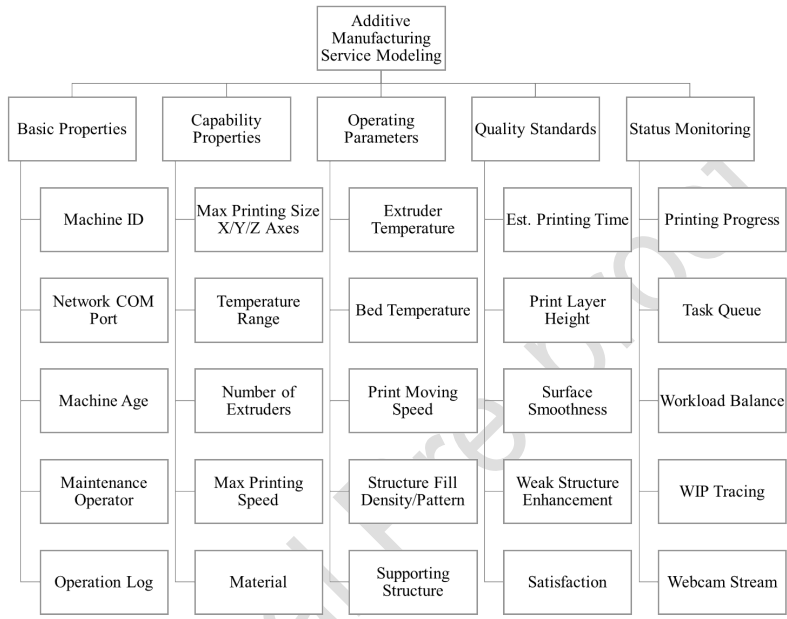 Additive
Manufacturing
Service Modeling
Basic Properties
Capability
Properties
Operating
Parameters
Quality Standards
Status Monitoring
Machine ID
Max Printing Size
X/Y/Z Axes
Extruder
Temperature
Est. Printing Time
Printing Progress
Network COM
Port
Temperature
Range
Bed Temperature
Print Layer
Height
Task Queue
Machine Age
Number of
Extruders
Print Moving
Speed
Surface
Smoothness
Workload Balance
Maintenance
Operator
Max Printing
Speed
Structure Fill
Density/Pattern
Weak Structure
Enhancement
WIP Tracing
Operation Log
Material
Supporting
Structure
Satisfaction
Webcam Stream